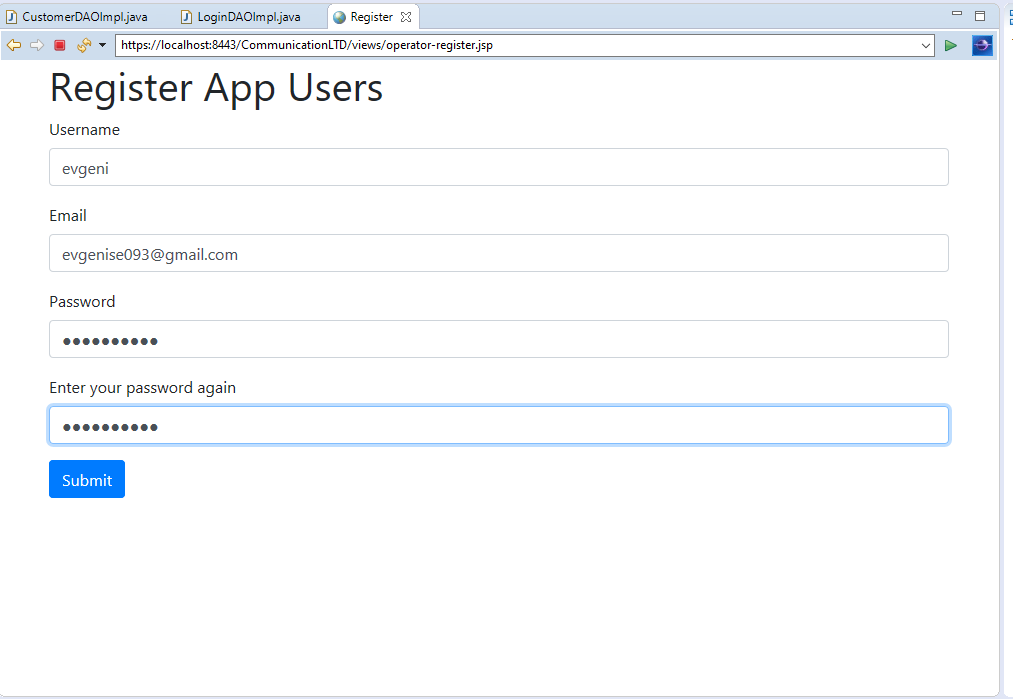 CustomerDAOImpl.java LoginDAOImpl.java Register
https://localhost:8443/CommunicationLTD/views/operator-register.jsp
Register App Users
Username
evgeni
Email
evgenise093@gmail.com
Password
●●●●●●●●●●
Enter your password again
●●●●●●●●●●
Submit